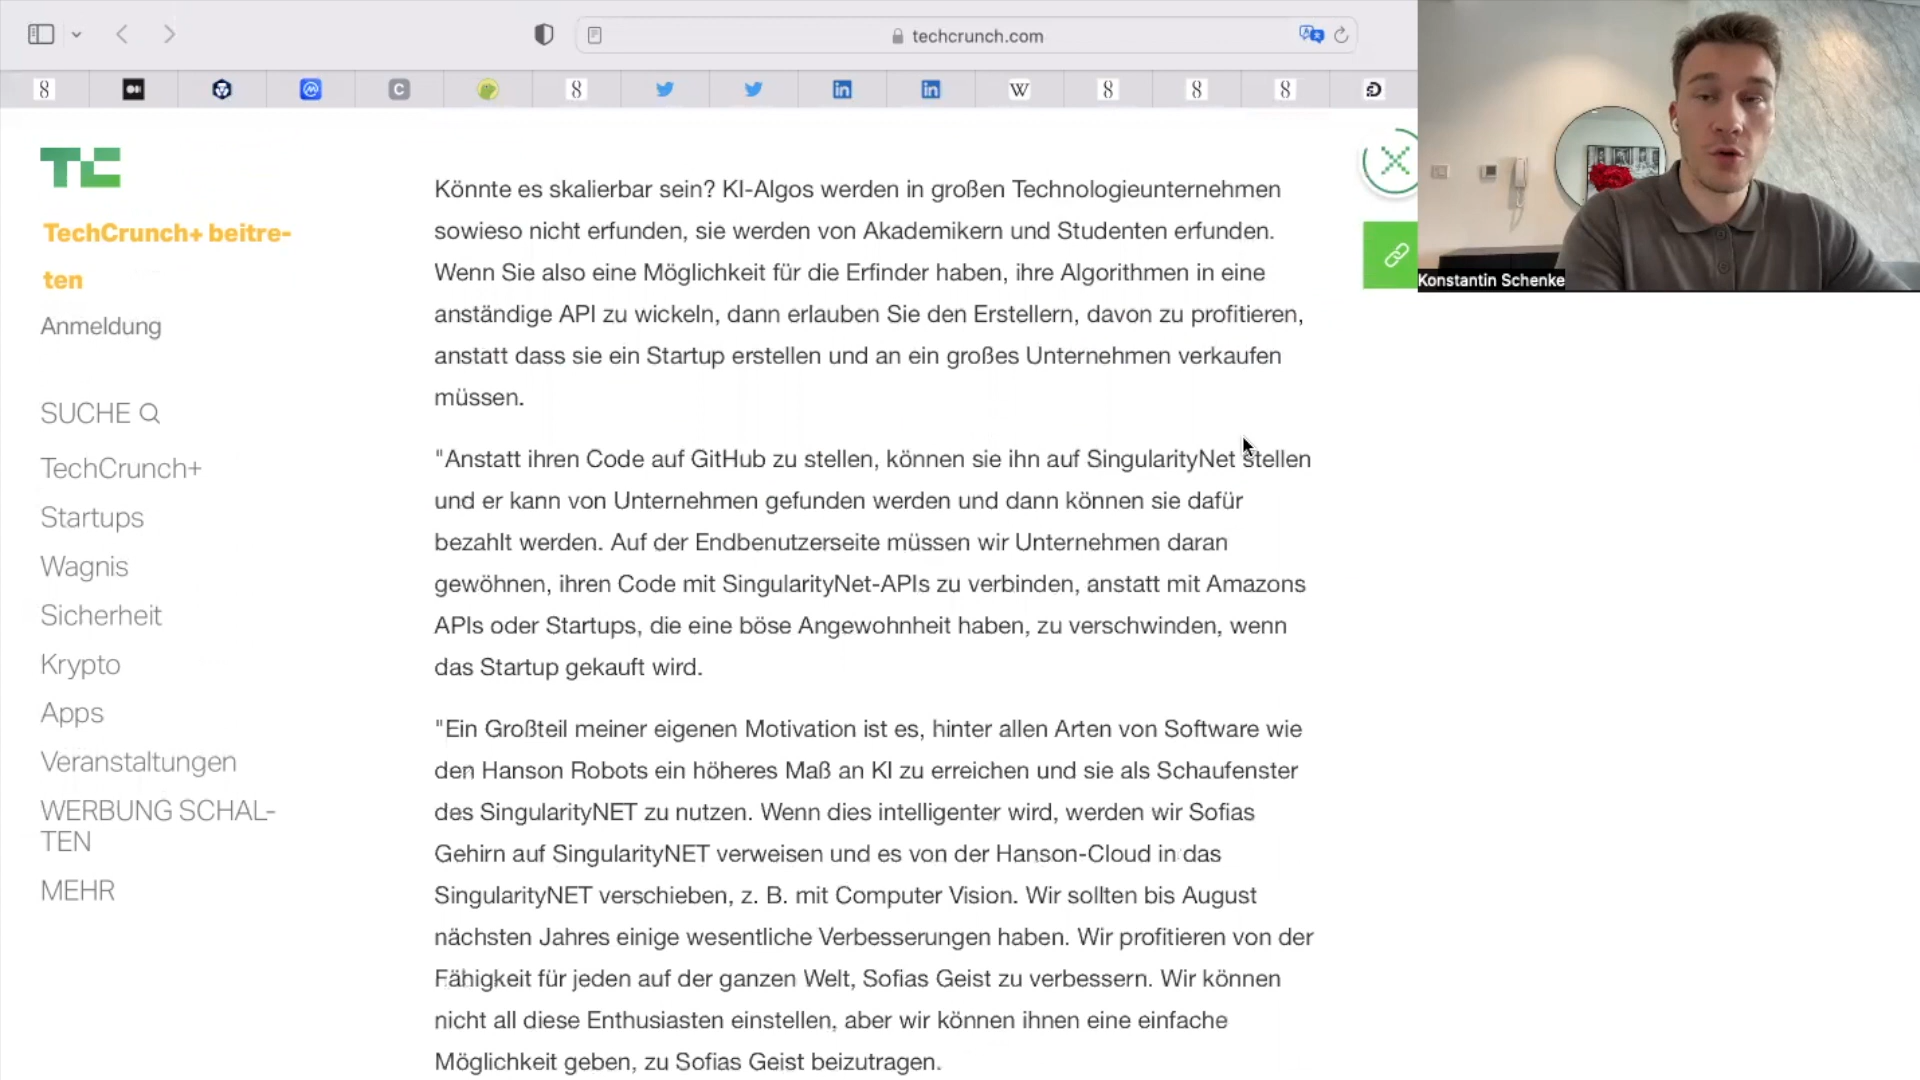 techcrunch.com
TC
TechCrunch+ beitre-
ten
Anmeldung
SUCHE
TechCrunch+
Startups
Wagnis
Sicherheit
Krypto
Apps
Veranstaltungen
WERBUNG SCHAL-
TEN
MEHR
Könnte es skalierbar sein? KI-Algos werden in großen Technologieunternehmen
sowieso nicht erfunden, sie werden von Akademikern und Studenten erfunden.
Wenn Sie also eine Möglichkeit für die Erfinder haben, ihre Algorithmen in eine
anständige API zu wickeln, dann erlauben Sie den Erstellern, davon zu profitieren,
anstatt dass sie ein Startup erstellen und an ein großes Unternehmen verkaufen
müssen.
"Anstatt ihren Code auf GitHub zu stellen, können sie ihn auf SingularityNet stellen
und er kann von Unternehmen gefunden werden und dann können sie dafür
bezahlt werden. Auf der Endbenutzerseite müssen wir Unternehmen daran
gewöhnen, ihren Code mit SingularityNet-APIs zu verbinden, anstatt mit Amazons
APIs oder Startups, die eine böse Angewohnheit haben, zu verschwinden, wenn
das Startup gekauft wird.
"Ein Großteil meiner eigenen Motivation ist es, hinter allen Arten von Software wie
den Hanson Robots ein höheres Maß an KI zu erreichen und sie als Schaufenster
des SingularityNET zu nutzen. Wenn dies intelligenter wird, werden wir Sofias
Gehirn auf SingularityNET verweisen und es von der Hanson-Cloud in das
SingularityNET verschieben, z. B. mit Computer Vision. Wir sollten bis August
nächsten Jahres einige wesentliche Verbesserungen haben. Wir profitieren von der
Fähigkeit für jeden auf der ganzen Welt, Sofias Geist zu verbessern. Wir können
nicht all diese Enthusiasten einstellen, aber wir können ihnen eine einfache
Möglichkeit geben, zu Sofias Geist beizutragen.
Konstantin Schenke